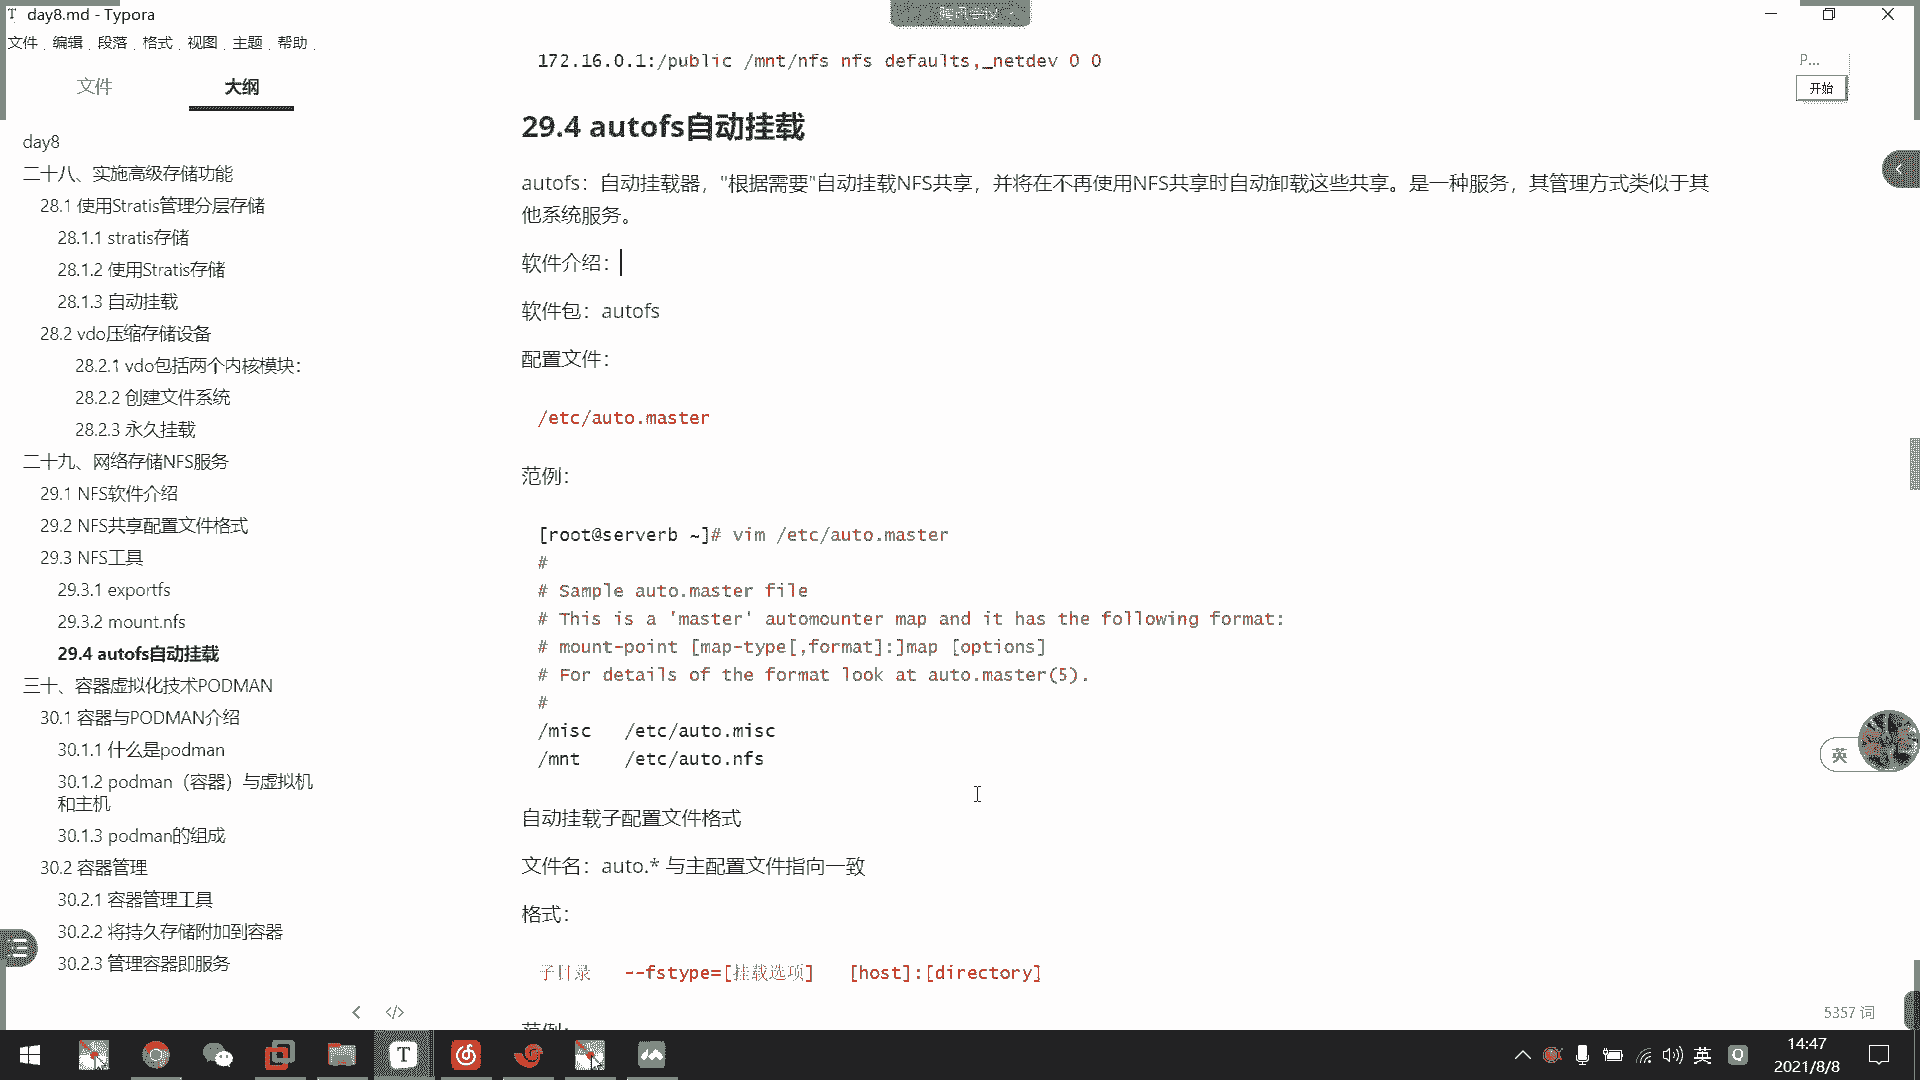 day8.md - Typora
腾讯会议
文件 编辑 段落 格式 视图 主题 帮助
文件 大纲
day8
二十八、实施高级存储功能
28.1 使用Stratis管理分层存储
28.1.1 stratis存储
28.1.2 使用Stratis存储
28.1.3 自动挂载
28.2 vdo压缩存储设备
28.2.1 vdo包括两个内核模块：
28.2.2 创建文件系统
28.2.3 永久挂载
二十九、网络存储NFS服务
29.1 NFS软件介绍
29.2 NFS共享配置文件格式
29.3 NFS工具
29.3.1 exportfs
29.3.2 mount.nfs
29.4 autofs自动挂载
三十、容器虚拟化技术PODMAN
30.1 容器与PODMAN介绍
30.1.1 什么是podman
30.1.2 podman（容器）与虚拟机
和主机
30.1.3 podman的组成
30.2 容器管理
30.2.1 容器管理工具
30.2.2 将持久存储附加到容器
30.2.3 管理容器即服务
172.16.0.1:/public /mnt/nfs nfs defaults,_netdev 0 0
29.4 autofs自动挂载
autofs：自动挂载器，"根据需要"自动挂载NFS共享，并将在不再使用NFS共享时自动卸载这些共享。是一种服务，其管理方式类似于其
他系统服务。
软件介绍：
软件包：autofs
配置文件：
/etc/auto.master
范例：
[root@serverb ~]# vim /etc/auto.master
#
# Sample auto.master file
# This is a 'master' automounter map and it has the following format:
# mount-point [map-type[,format]:]map [options]
# For details of the format look at auto.master(5).
#
/misc /etc/auto.misc
/mnt /etc/auto.nfs
自动挂载子配置文件格式
文件名：auto.* 与主配置文件指向一致
格式：
子目录 --fstype=[挂载选项] [host]:[directory]
范例：
P...
开始
英
5357 词
英
14:47
2021/8/8